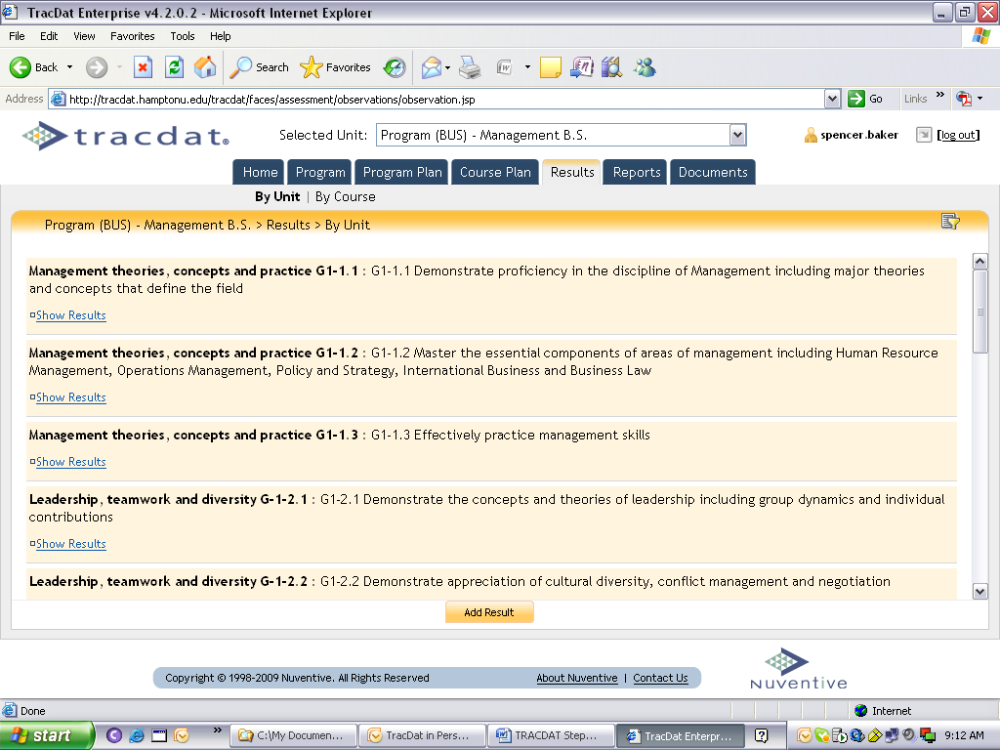 TracDat Enterprise v4.2.0.2 - Microsoft Internet Explorer
File Edit View Favorites Tools Help
Back Search Favorites
Address http://tracdat.hamptonu.edu/tracdat/faces/assessment/observations/observation.jsp Go Links »
tracdat® Selected Unit: Program (BUS) - Management B.S. spencer.baker [log out]
Home Program Program Plan Course Plan Results Reports Documents
By Unit | By Course
Program (BUS) - Management B.S. > Results > By Unit
Management theories, concepts and practice G1-1.1 : G1-1.1 Demonstrate proficiency in the discipline of Management including major theories
and concepts that define the field
Show Results
Management theories, concepts and practice G1-1.2 : G1-1.2 Master the essential components of areas of management including Human Resource
Management, Operations Management, Policy and Strategy, International Business and Business Law
Show Results
Management theories, concepts and practice G1-1.3 : G1-1.3 Effectively practice management skills
Show Results
Leadership, teamwork and diversity G-1-2.1 : G1-2.1 Demonstrate the concepts and theories of leadership including group dynamics and individual
contributions
Show Results
Leadership, teamwork and diversity G-1-2.2 : G1-2.2 Demonstrate appreciation of cultural diversity, conflict management and negotiation
Add Result
Copyright © 1998-2009 Nuventive. All Rights Reserved About Nuventive | Contact Us
nuventive
Done Internet
start » C:\My Documen... TracDat in Pers... TRACDAT Step... TracDat Enterpr... 9:12 AM